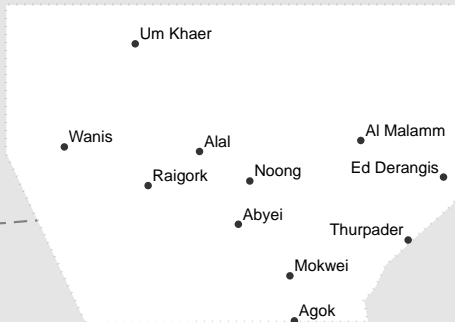 Um Khaer
Al Malamm
Wanis
Alal
Ed Derangis
Raigork
Noong
Abyei
Thurpader
Mokwei
Agok